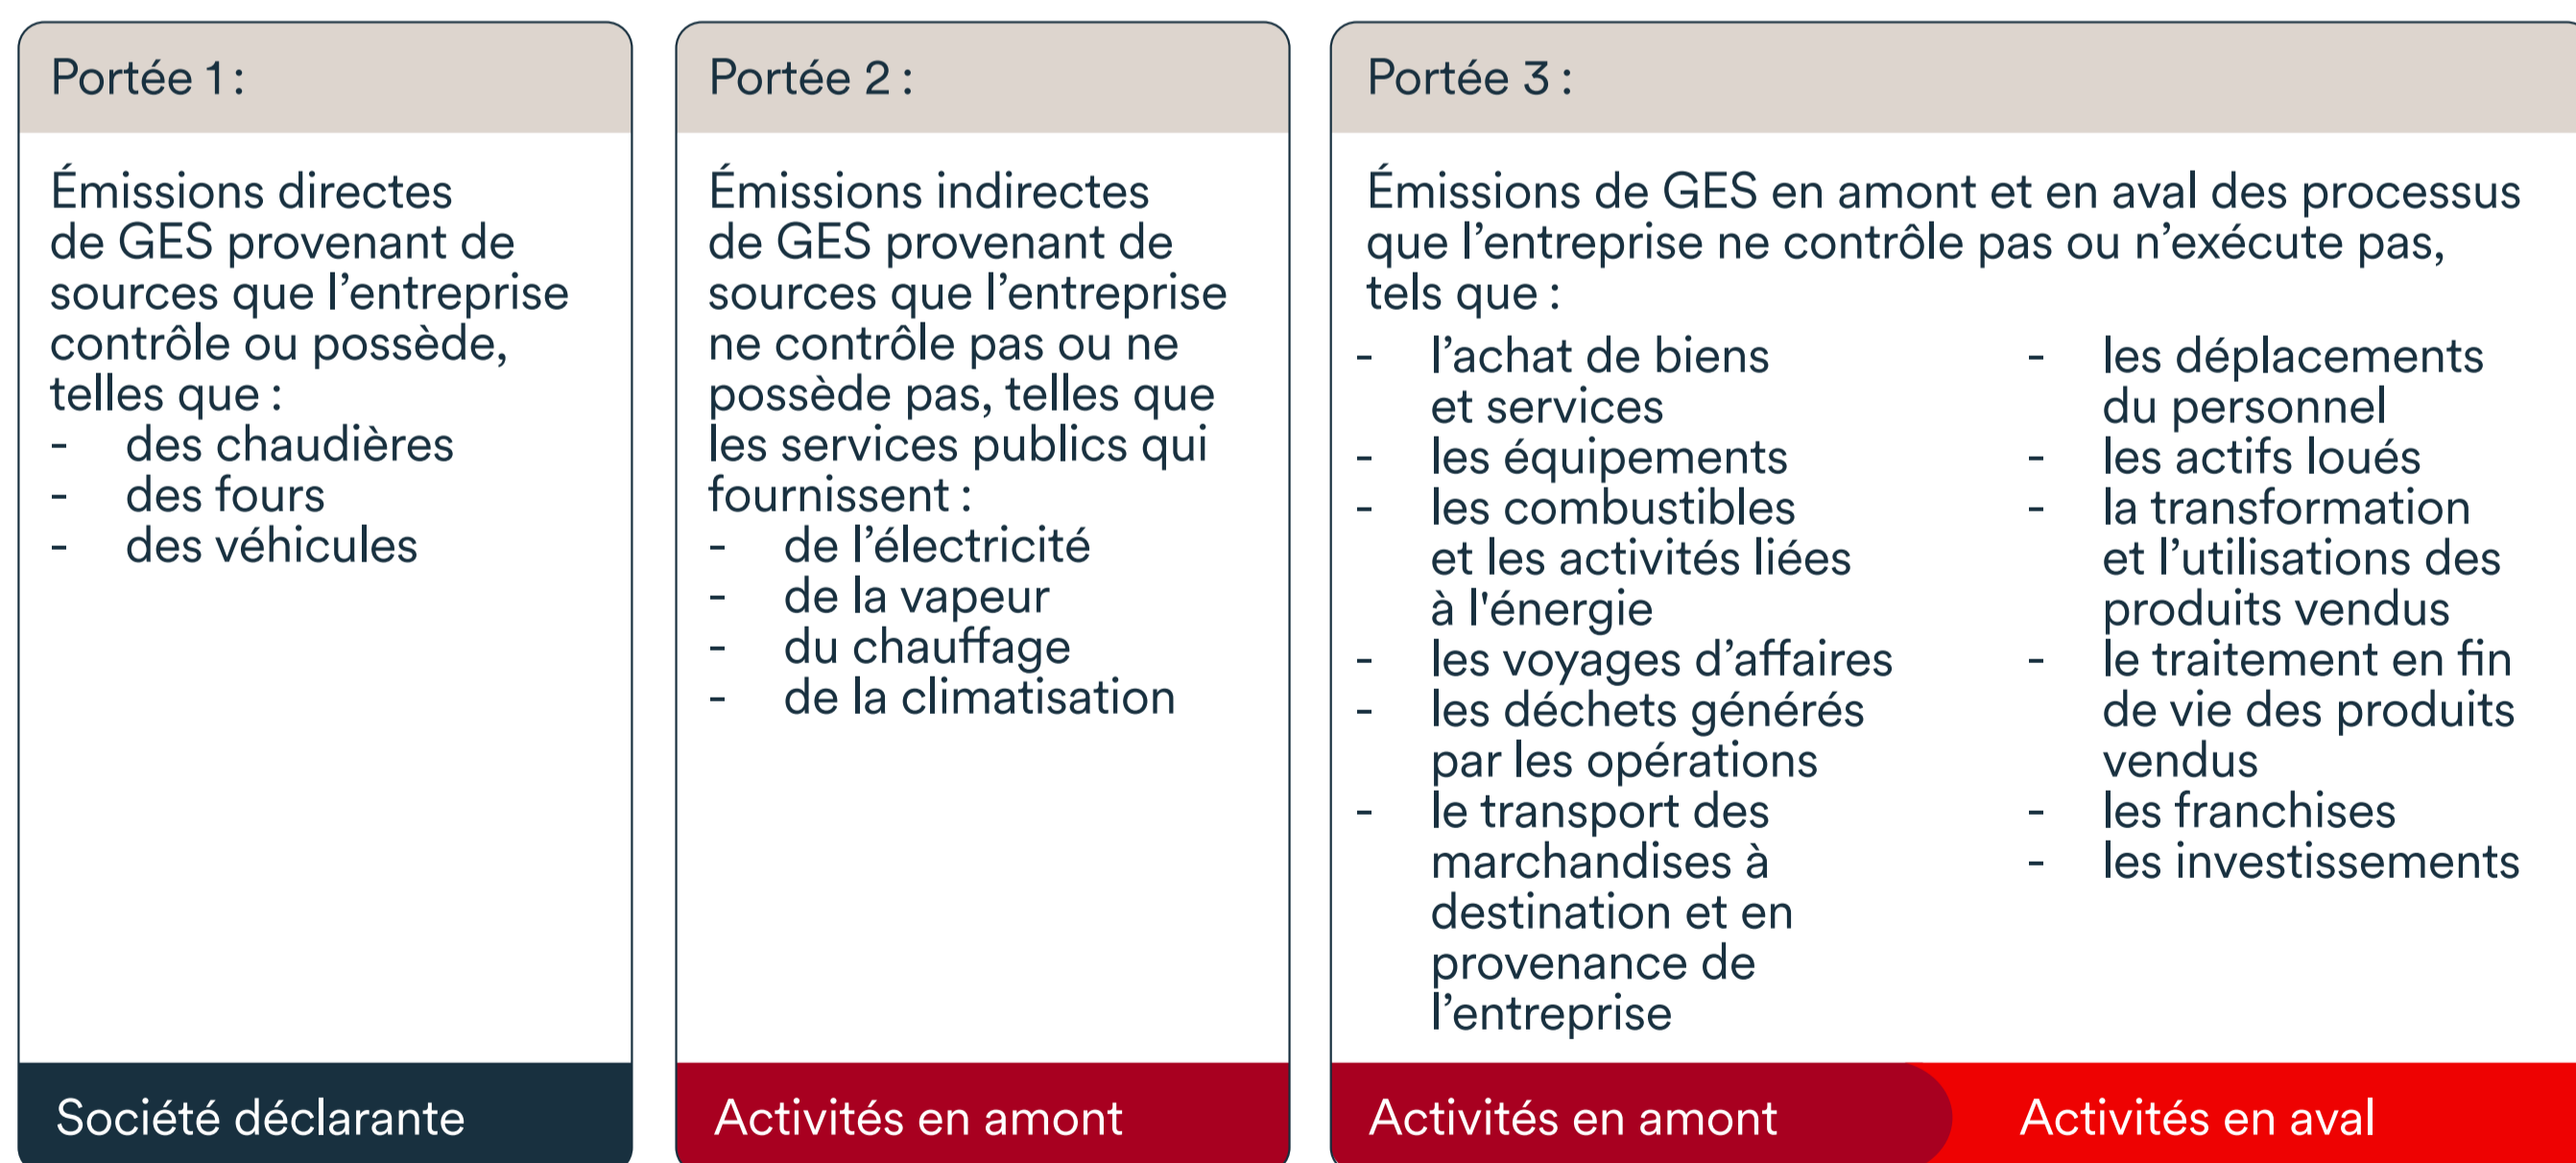 Portée 1 :
Émissions directes
de GES provenant de
sources que l’entreprise
contrôle ou possède,
telles que :
- des chaudières
- des fours
- des véhicules
Société déclarante
Portée 2 :
Émissions indirectes
de GES provenant de
sources que l’entreprise
ne contrôle pas ou ne
possède pas, telles que
les services publics qui
fournissent :
- de l’électricité
- de la vapeur
- du chauffage
- de la climatisation
Activités en amont
Portée 3 :
Émissions de GES en amont et en aval des processus
que l’entreprise ne contrôle pas ou n’exécute pas,
tels que :
- l’achat de biens
et services
- les équipements
- les combustibles
et les activités liées
à l'énergie
- les voyages d’affaires
- les déchets générés
par les opérations
- le transport des
marchandises à
destination et en
provenance de
l’entreprise
- les déplacements
du personnel
- les actifs loués
- la transformation
et l’utilisations des
produits vendus
- le traitement en fin
de vie des produits
vendus
- les franchises
- les investissements
Activités en amont
Activités en aval